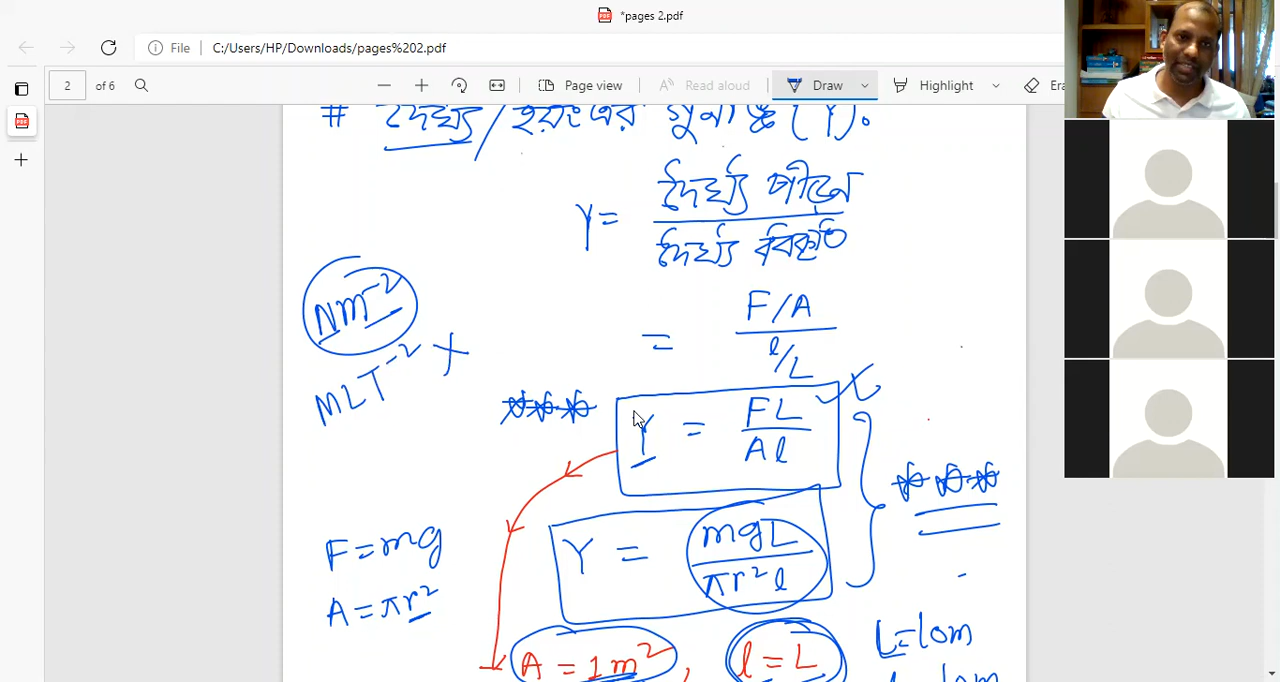 *pages 2.pdf
File C:/Users/HP/Downloads/pages%202.pdf
2 of 6 Page view Read aloud Draw Highlight Era
# দৈর্ঘ্য / ইয়ং এর গুনাঙ্ক (Y).
Y = দৈর্ঘ্য পীড়ন / দৈর্ঘ্য বিকৃতি
Nm⁻²
= F/A / l/L
MLT⁻² ×
Y = FL / Al
F = mg
Y = mgL / πr²l
A = πr²
L = 10m
A = 1m² , l = L